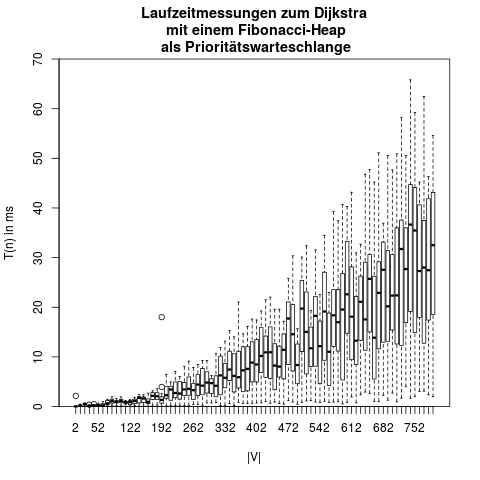 Laufzeitmessungen zum Dijkstra
mit einem Fibonacci-Heap
als Prioritätswarteschlange
T(n) in ms
70
60
50
40
30
20
10
0
2 52 122 192 262 332 402 472 542 612 682 752
|V|